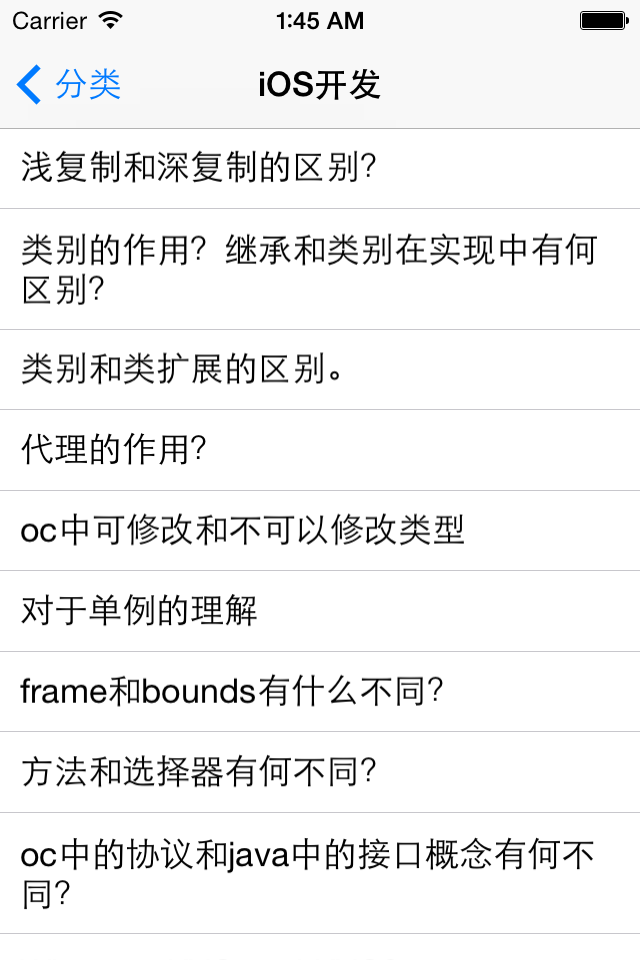 Carrier 1:45 AM
分类 iOS开发
浅复制和深复制的区别?
类别的作用？继承和类别在实现中有何
区别?
类别和类扩展的区别。
代理的作用?
oc中可修改和不可以修改类型
对于单例的理解
frame和bounds有什么不同?
方法和选择器有何不同?
oc中的协议和java中的接口概念有何不
同?